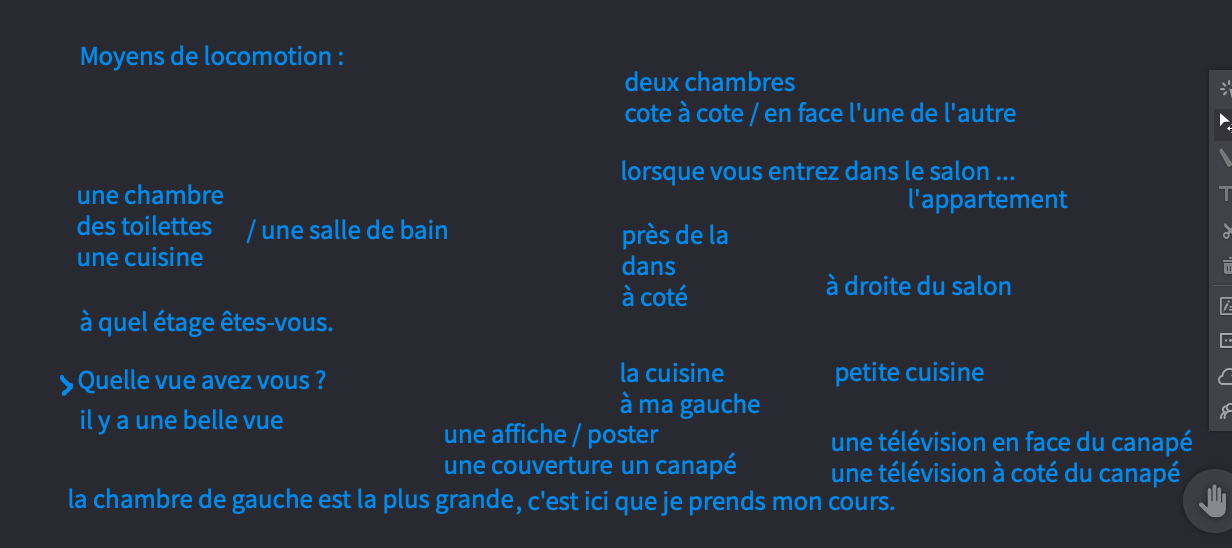 Moyens de locomotion :
deux chambres
cote à cote / en face l'une de l'autre
lorsque vous entrez dans le salon ...
l'appartement
une chambre
des toilettes
/ une salle de bain
une cuisine
près de la
dans
à coté
à droite du salon
à quel étage êtes-vous.
Quelle vue avez vous ?
il y a une belle vue
la cuisine
à ma gauche
petite cuisine
une affiche / poster
une couverture un canapé
une télévision en face du canapé
une télévision à coté du canapé
la chambre de gauche est la plus grande, c'est ici que je prends mon cours.